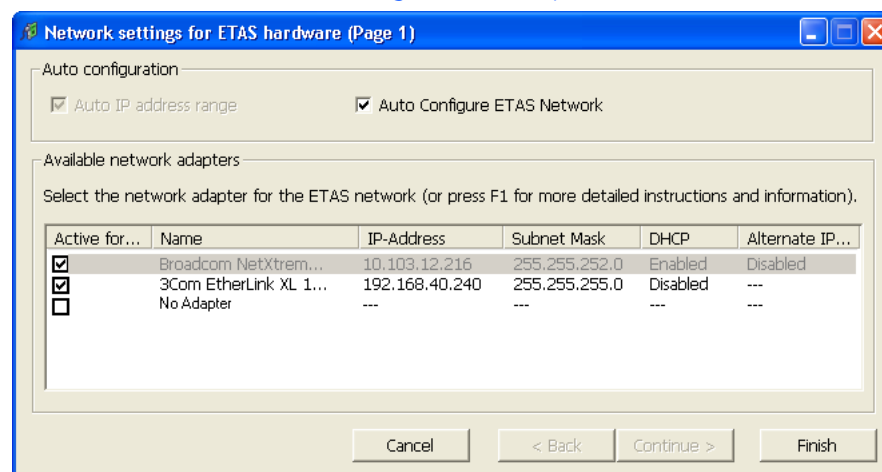 Network settings for ETAS hardware (Page 1)
Auto configuration
Auto IP address range Auto Configure ETAS Network
Available network adapters
Select the network adapter for the ETAS network (or press F1 for more detailed instructions and information).
Active for... Name IP-Address Subnet Mask DHCP Alternate IP...
Broadcom NetXtrem... 10.103.12.216 255.255.252.0 Enabled Disabled
3Com EtherLink XL 1... 192.168.40.240 255.255.255.0 Disabled ---
No Adapter --- --- --- ---
Cancel < Back Continue > Finish